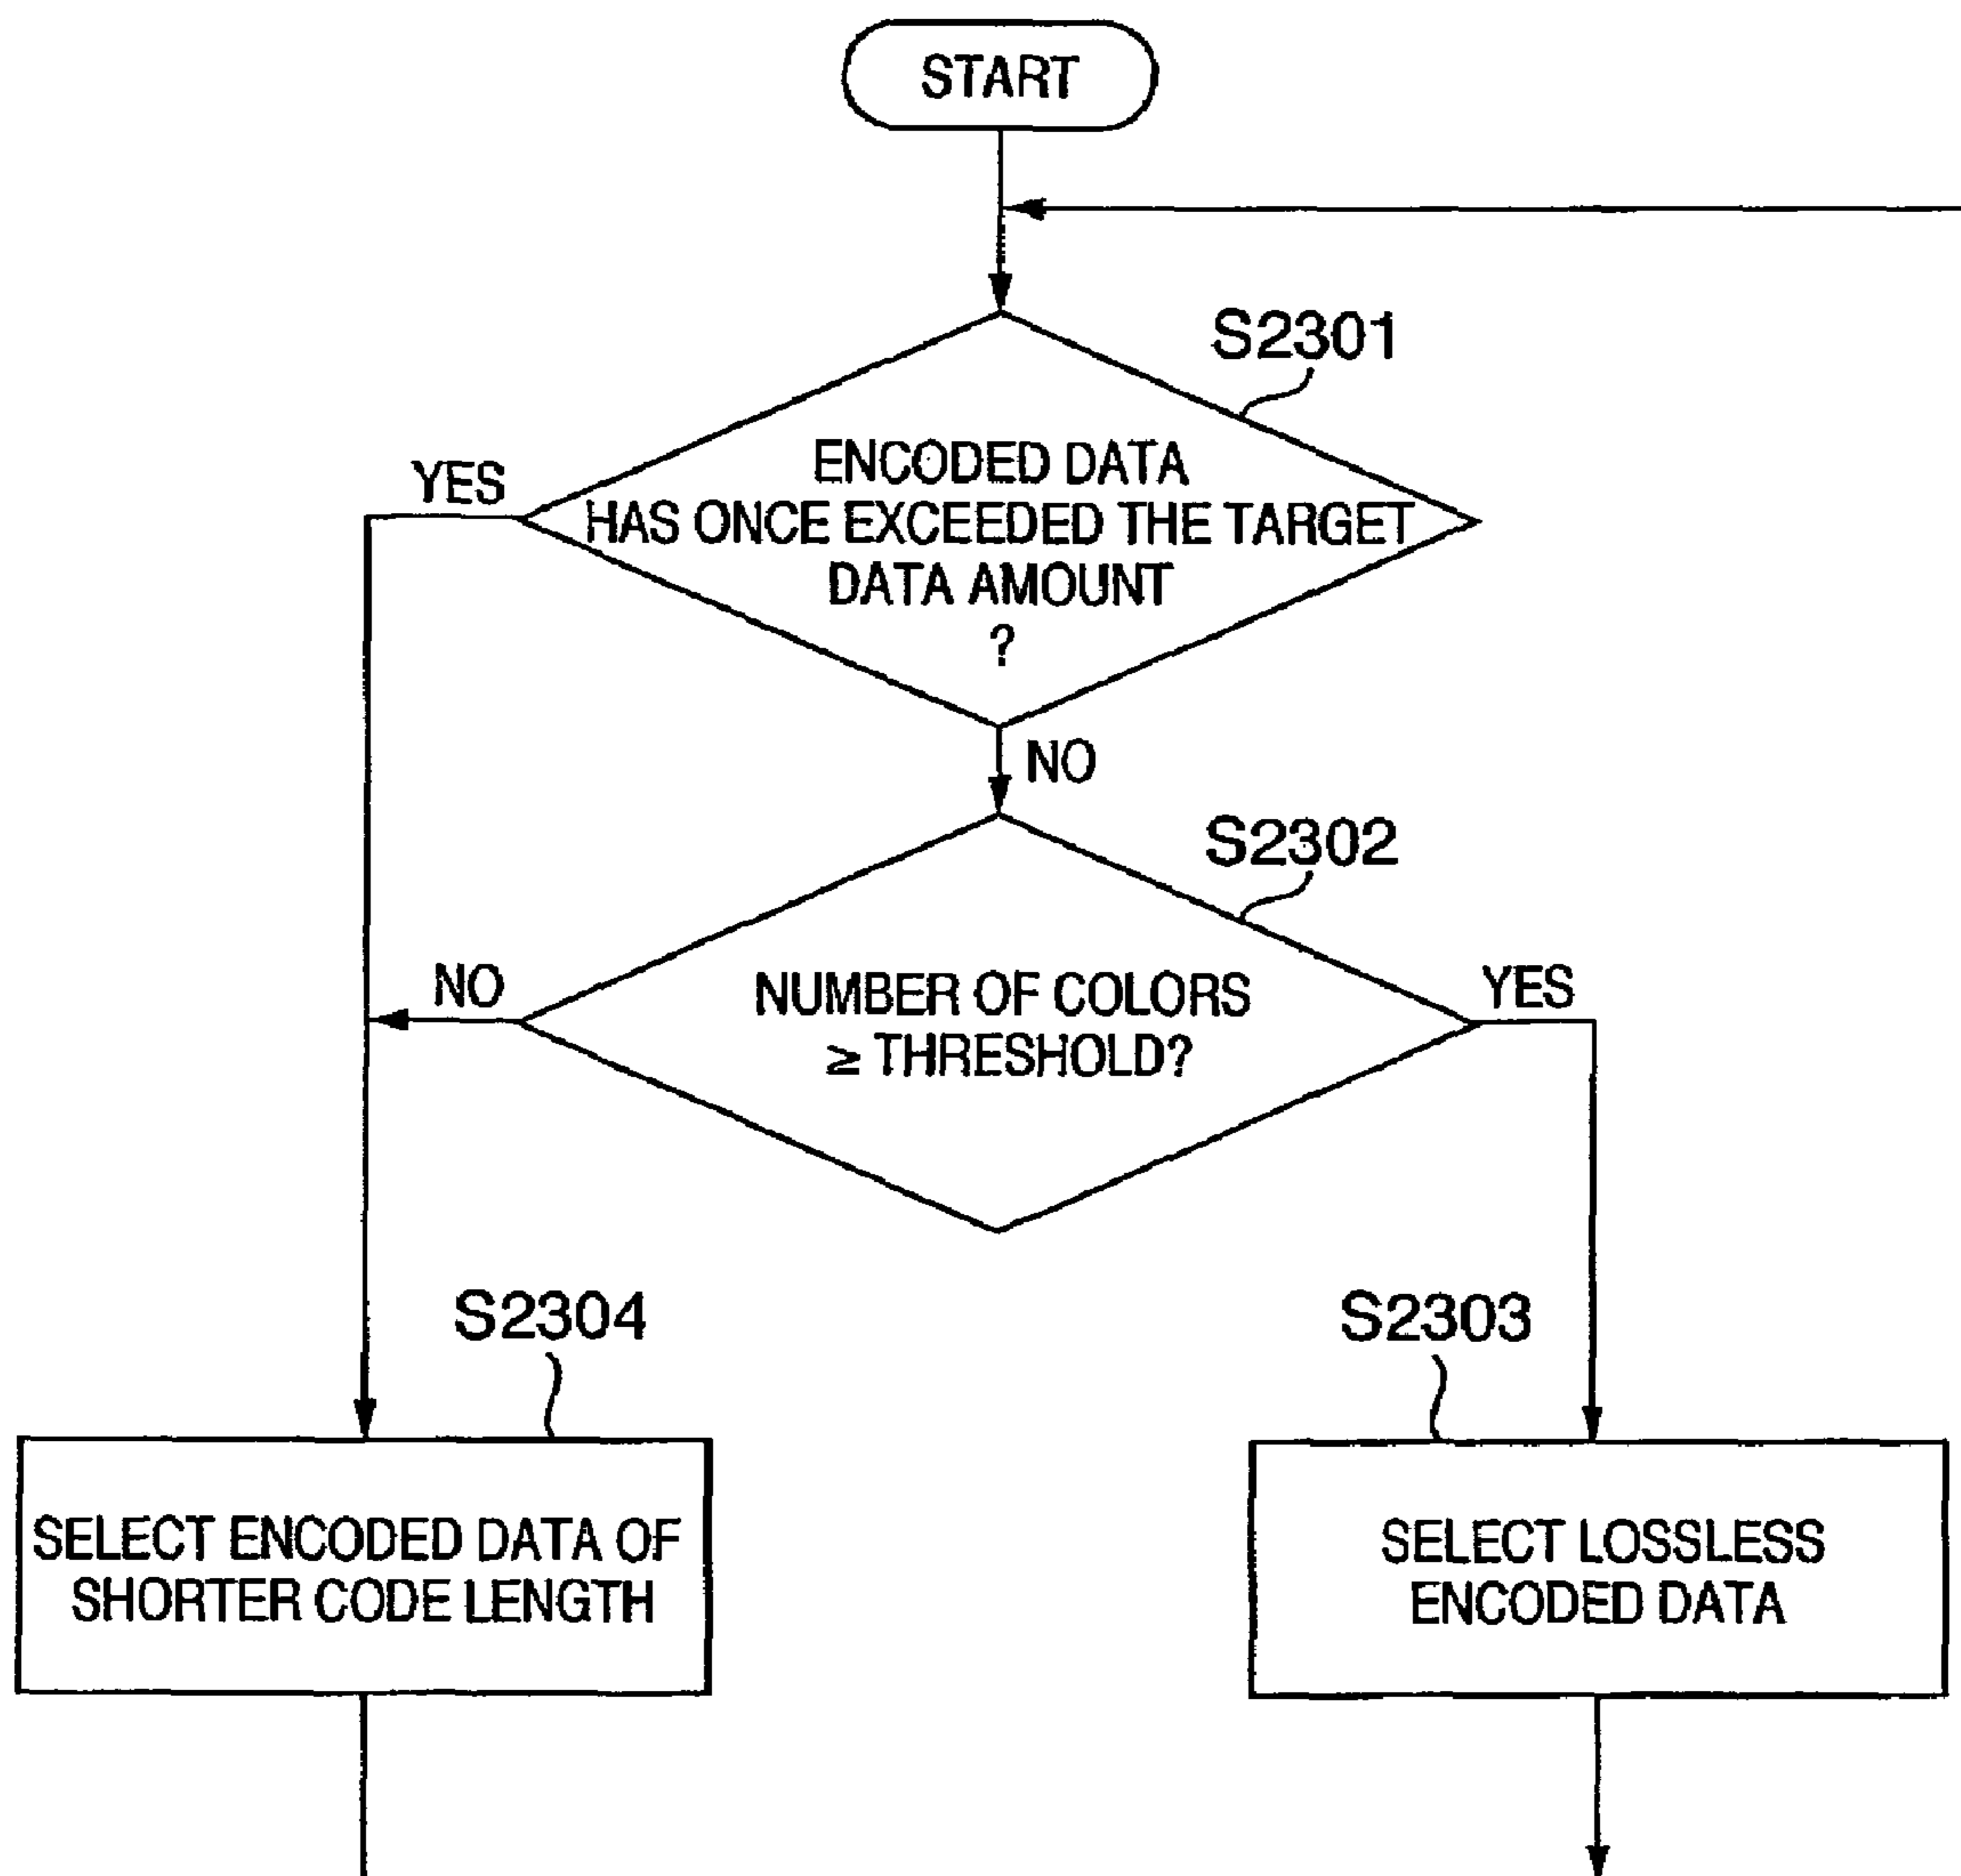 START
S2301
ENCODED DATA
HAS ONCE EXCEEDED THE TARGET
DATA AMOUNT
?
YES
NO
S2302
NUMBER OF COLORS
≥ THRESHOLD?
NO
YES
S2304
S2303
SELECT ENCODED DATA OF
SHORTER CODE LENGTH
SELECT LOSSLESS
ENCODED DATA